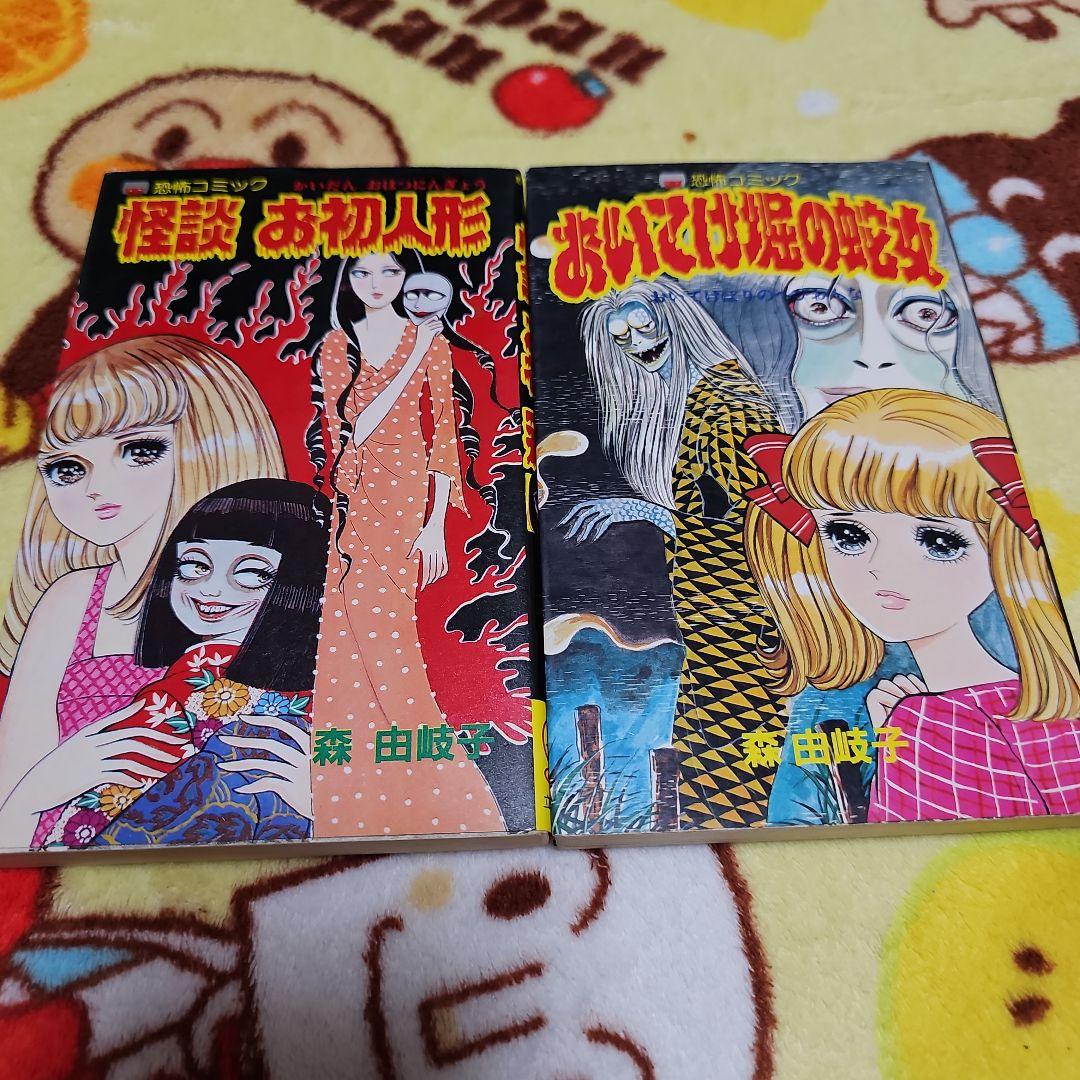 pan
man
恐怖コミック
かいだん おはつにんぎょう
怪談 お初人形
森 由岐子
恐怖コミック
おいてけ堀の蛇女
森 由岐子